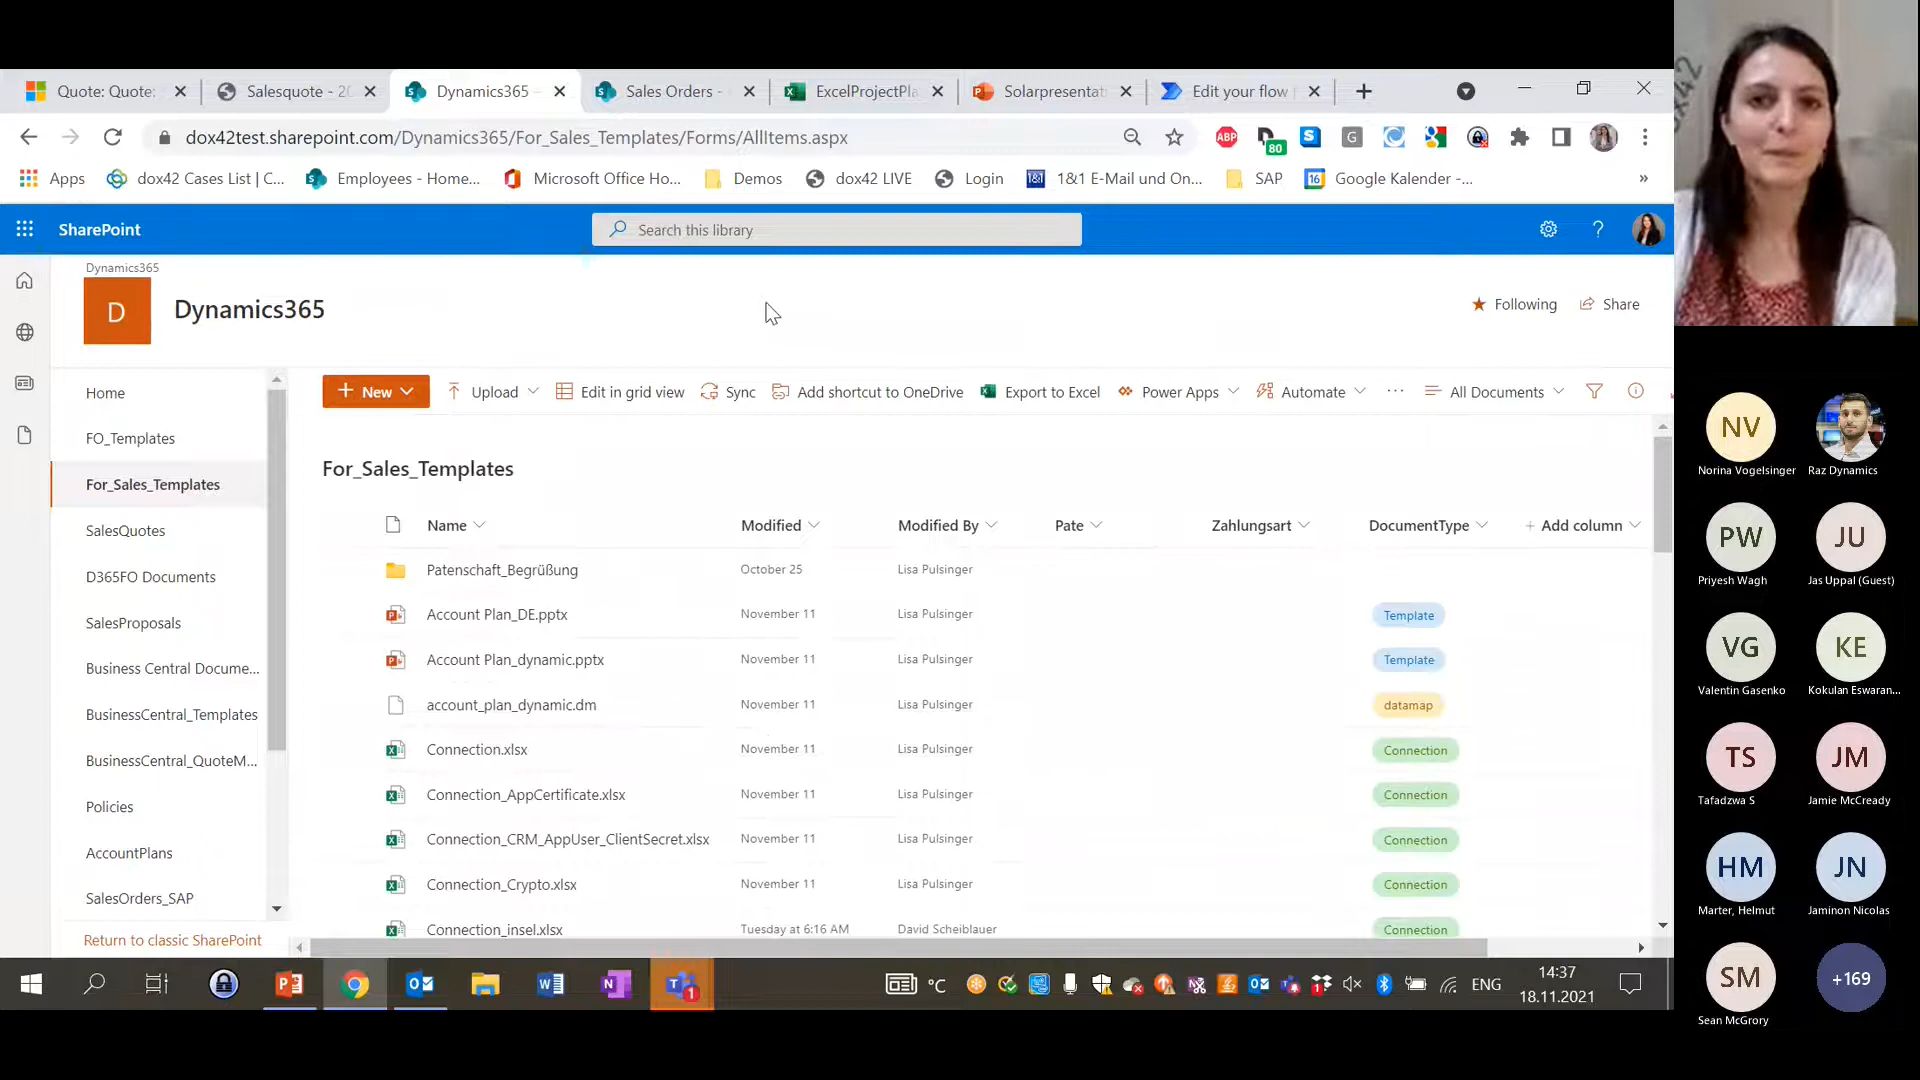 Quote: Quote:
Salesquote - 20
Dynamics365 -
Sales Orders -
ExcelProjectPla
Solarpresentat
Edit your flow
dox42test.sharepoint.com/Dynamics365/For_Sales_Templates/Forms/AllItems.aspx
ABP
80
Apps
dox42 Cases List | C...
Employees - Home...
Microsoft Office Ho...
Demos
dox42 LIVE
Login
1&1 E-Mail und On...
SAP
16
Google Kalender -...
»
SharePoint
Search this library
?
Dynamics365
D
Dynamics365
Following
Share
Home
FO_Templates
For_Sales_Templates
SalesQuotes
D365FO Documents
SalesProposals
Business Central Docume...
BusinessCentral_Templates
BusinessCentral_QuoteM...
Policies
AccountPlans
SalesOrders_SAP
Return to classic SharePoint
+ New
Upload
Edit in grid view
Sync
Add shortcut to OneDrive
Export to Excel
Power Apps
Automate
...
All Documents
For_Sales_Templates
Name Modified Modified By Pate Zahlungsart DocumentType + Add column
Patenschaft_Begrüßung October 25 Lisa Pulsinger
Account Plan_DE.pptx November 11 Lisa Pulsinger Template
Account Plan_dynamic.pptx November 11 Lisa Pulsinger Template
account_plan_dynamic.dm November 11 Lisa Pulsinger datamap
Connection.xlsx November 11 Lisa Pulsinger Connection
Connection_AppCertificate.xlsx November 11 Lisa Pulsinger Connection
Connection_CRM_AppUser_ClientSecret.xlsx November 11 Lisa Pulsinger Connection
Connection_Crypto.xlsx November 11 Lisa Pulsinger Connection
Connection_insel.xlsx Tuesday at 6:16 AM David Scheiblauer Connection
1
°C
ENG
14:37
18.11.2021
dox42
NV
Norina Vogelsinger
Raz Dynamics
PW
Priyesh Wagh
JU
Jas Uppal (Guest)
VG
Valentin Gasenko
KE
Kokulan Eswaran...
TS
Tafadzwa S
JM
Jamie McCready
HM
Marter, Helmut
JN
Jaminon Nicolas
SM
Sean McGrory
+169